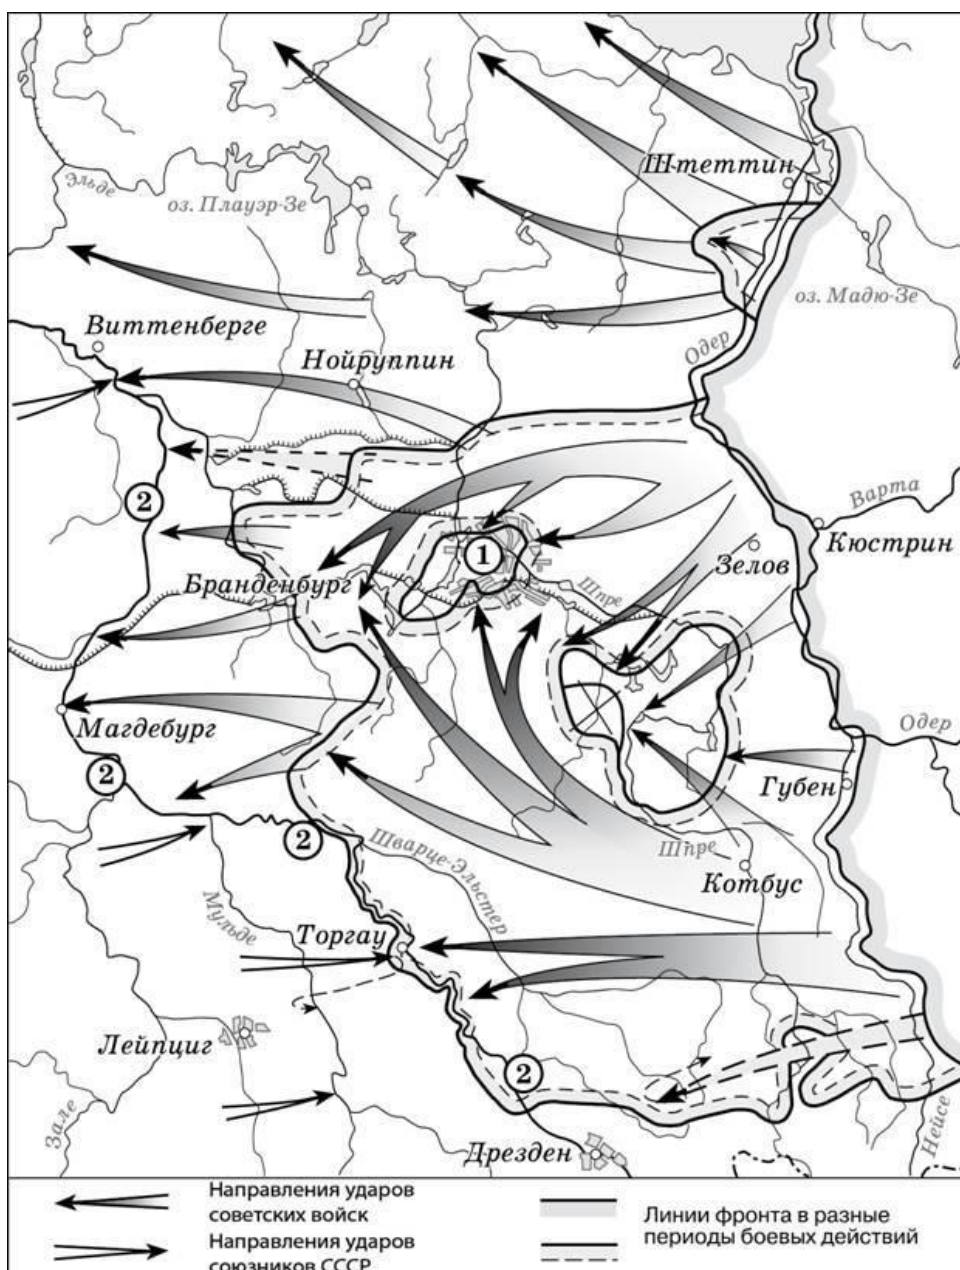 Штеттин
Эльде
оз. Плауэр-Зе
оз. Мадю-Зе
Виттенберге
Одер
Нойруппин
Варта
2
Кюстрин
1
Зелов
Бранденбург
Шпре
Магдебург
Одер
2
Губен
2
Шпре
Шварце-Эльстер
Котбус
Мульде
Торгау
Лейпциг
2
Зале
Нейсе
Дрезден
Направления ударов
советских войск
Направления ударов
союзников СССР
Линии фронта в разные
периоды боевых действий